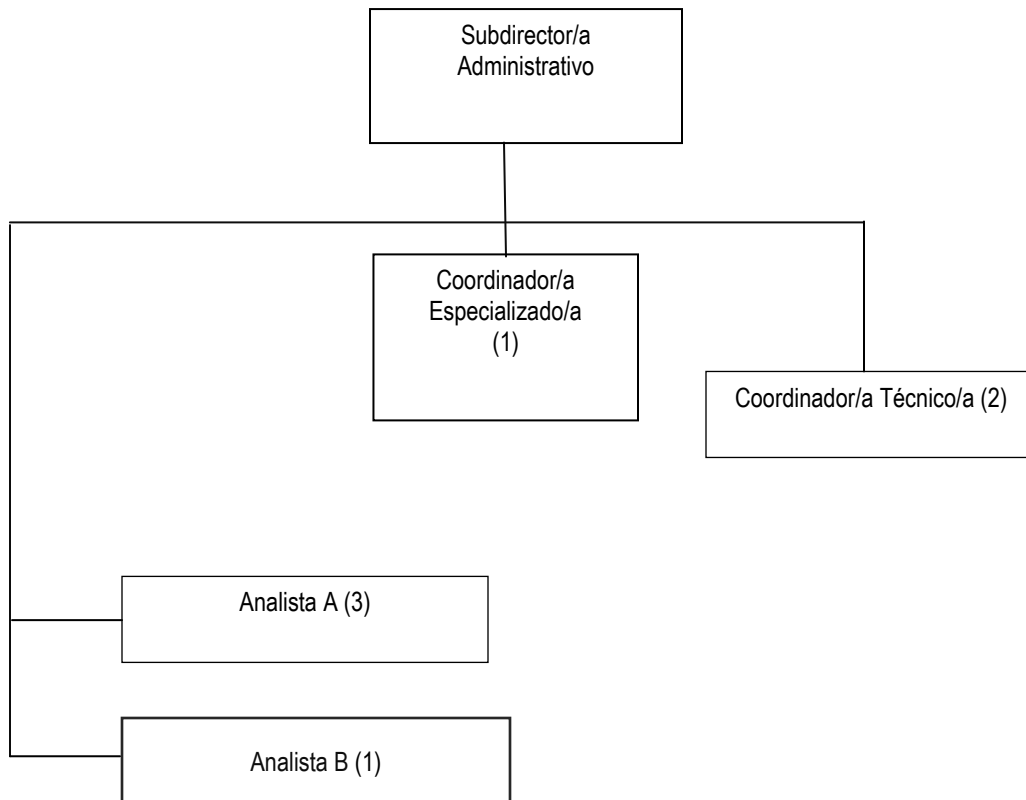 Subdirector/a
Administrativo
Coordinador/a
Especializado/a
(1)
Coordinador/a Técnico/a (2)
Analista A (3)
Analista B (1)